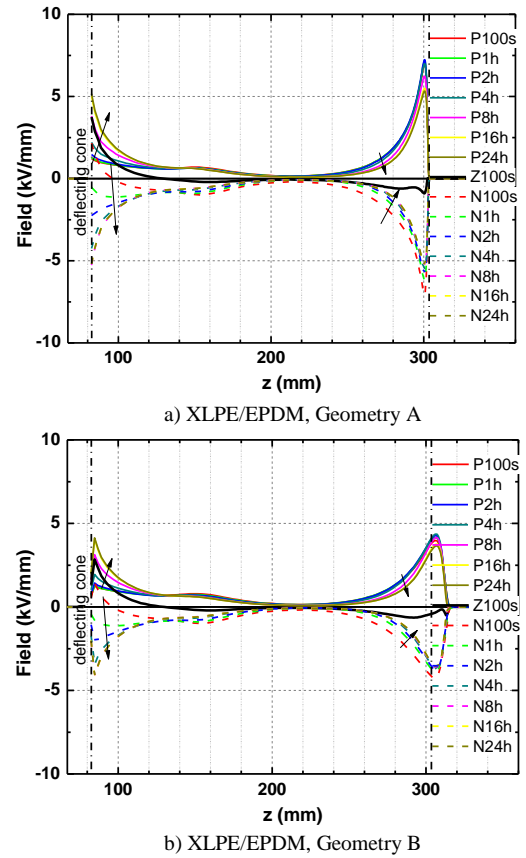 10
5
0
-5
-10
Field (kV/mm)
deflecting cone
100
200
300
z (mm)
P100s
P1h
P2h
P4h
P8h
P16h
P24h
Z100s
N100s
N1h
N2h
N4h
N8h
N16h
N24h
a) XLPE/EPDM, Geometry A
10
5
0
-5
-10
Field (kV/mm)
deflecting cone
100
200
300
z (mm)
P100s
P1h
P2h
P4h
P8h
P16h
P24h
Z100s
N100s
N1h
N2h
N4h
N8h
N16h
N24h
b) XLPE/EPDM, Geometry B